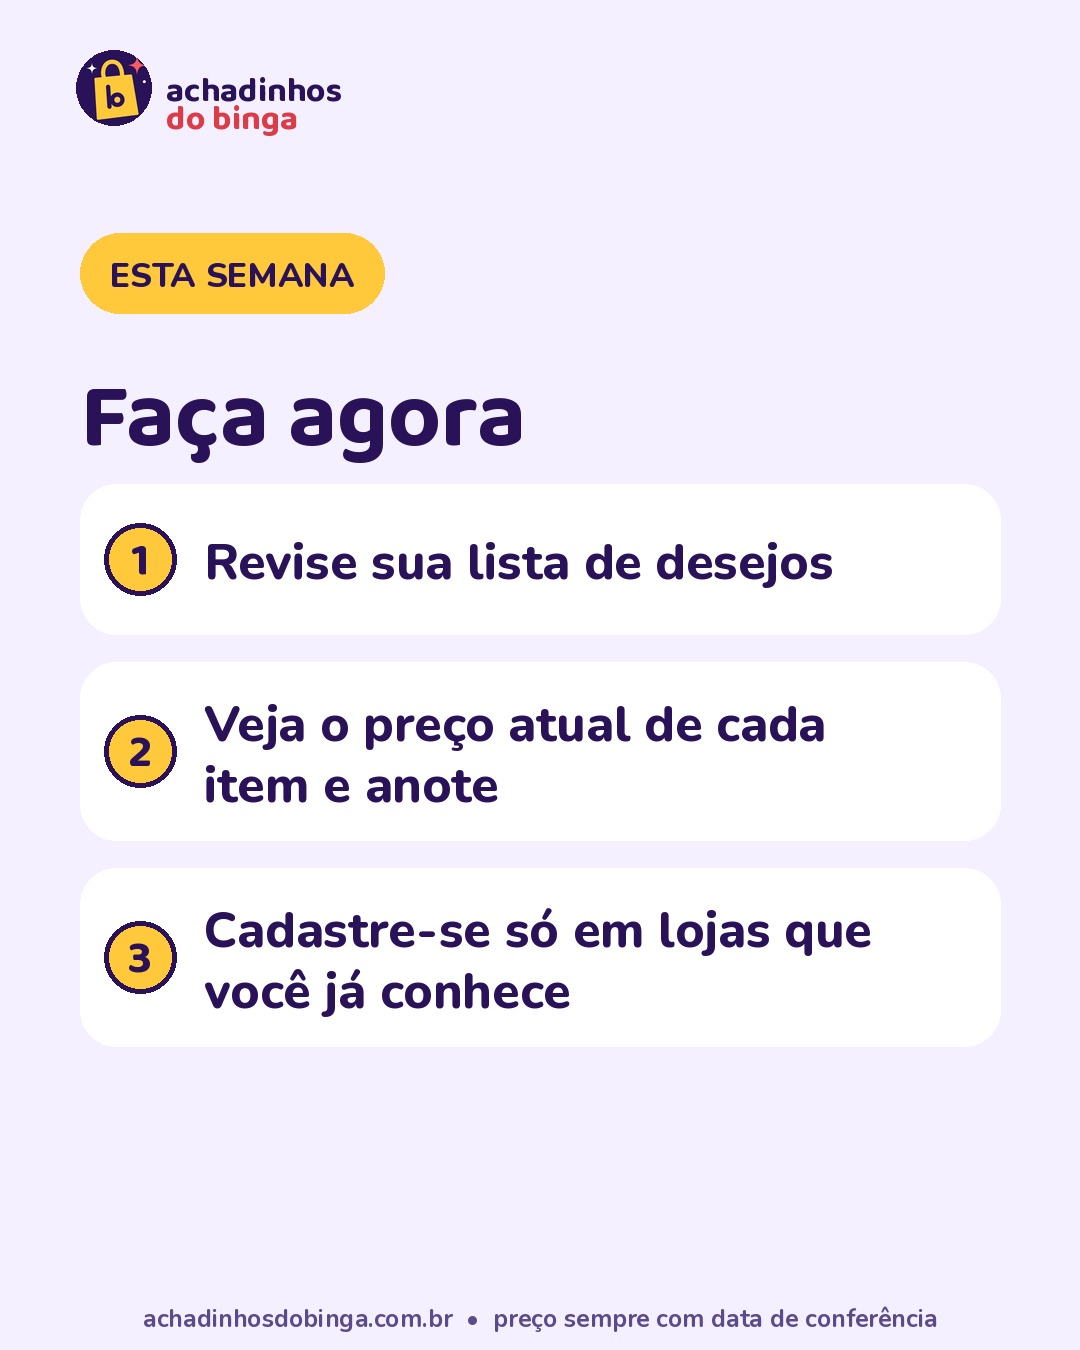 b
achadinhos
do binga
ESTA SEMANA
Faça agora
1 Revise sua lista de desejos
2 Veja o preço atual de cada
item e anote
3 Cadastre-se só em lojas que
você já conhece
achadinhosdobinga.com.br • preço sempre com data de conferência